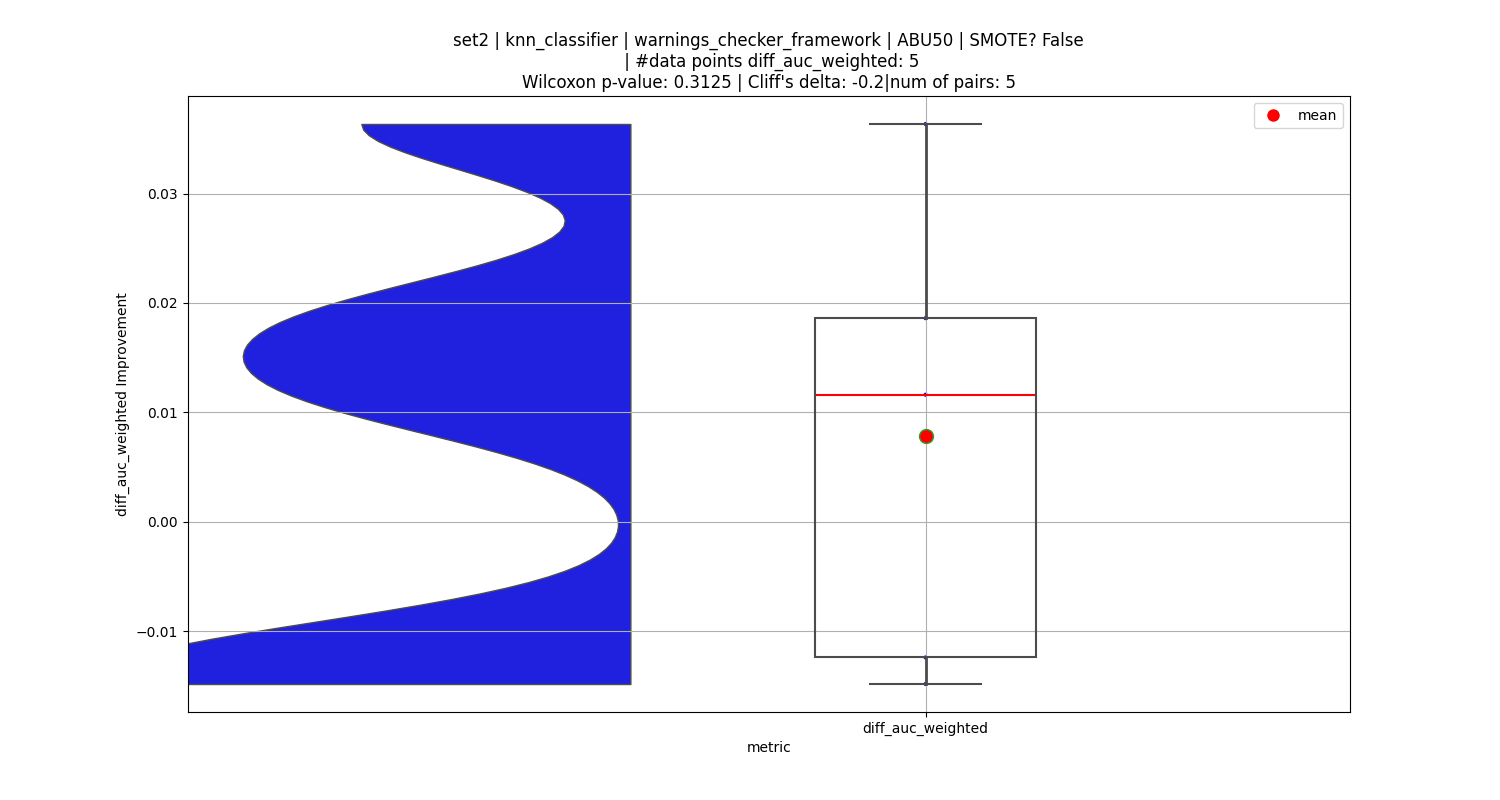 set2 | knn_classifier | warnings_checker_framework | ABU50 | SMOTE? False
| #data points diff_auc_weighted: 5
Wilcoxon p-value: 0.3125 | Cliff's delta: -0.2|num of pairs: 5
mean
0.03
0.02
0.01
0.00
−0.01
diff_auc_weighted Improvement
diff_auc_weighted
metric